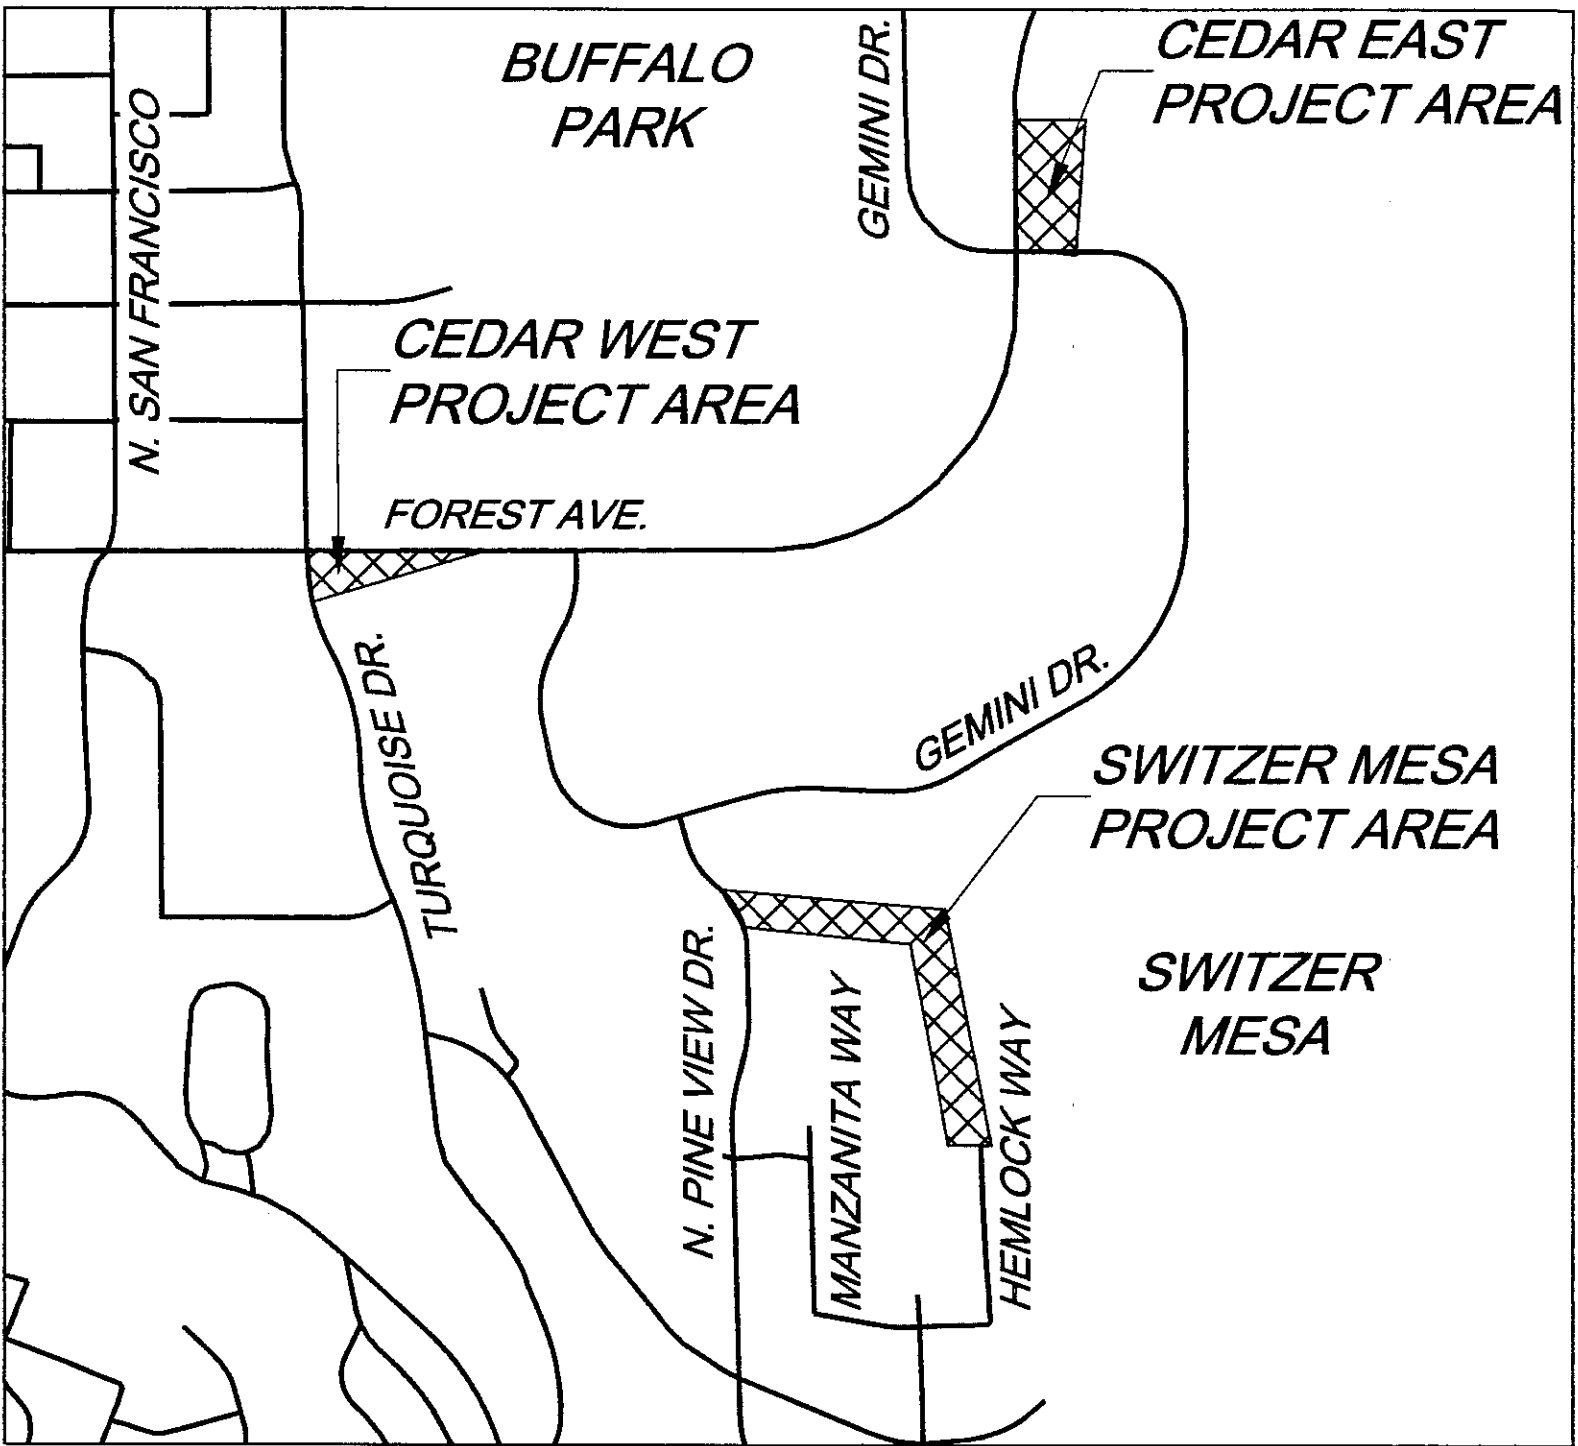 BUFFALO
PARK
GEMINI DR.
CEDAR EAST
PROJECT AREA
N. SAN FRANCISCO
CEDAR WEST
PROJECT AREA
FOREST AVE.
TURQUOISE DR.
GEMINI DR.
SWITZER MESA
PROJECT AREA
SWITZER
MESA
N. PINE VIEW DR.
MANZANITA WAY
HEMLOCK WAY